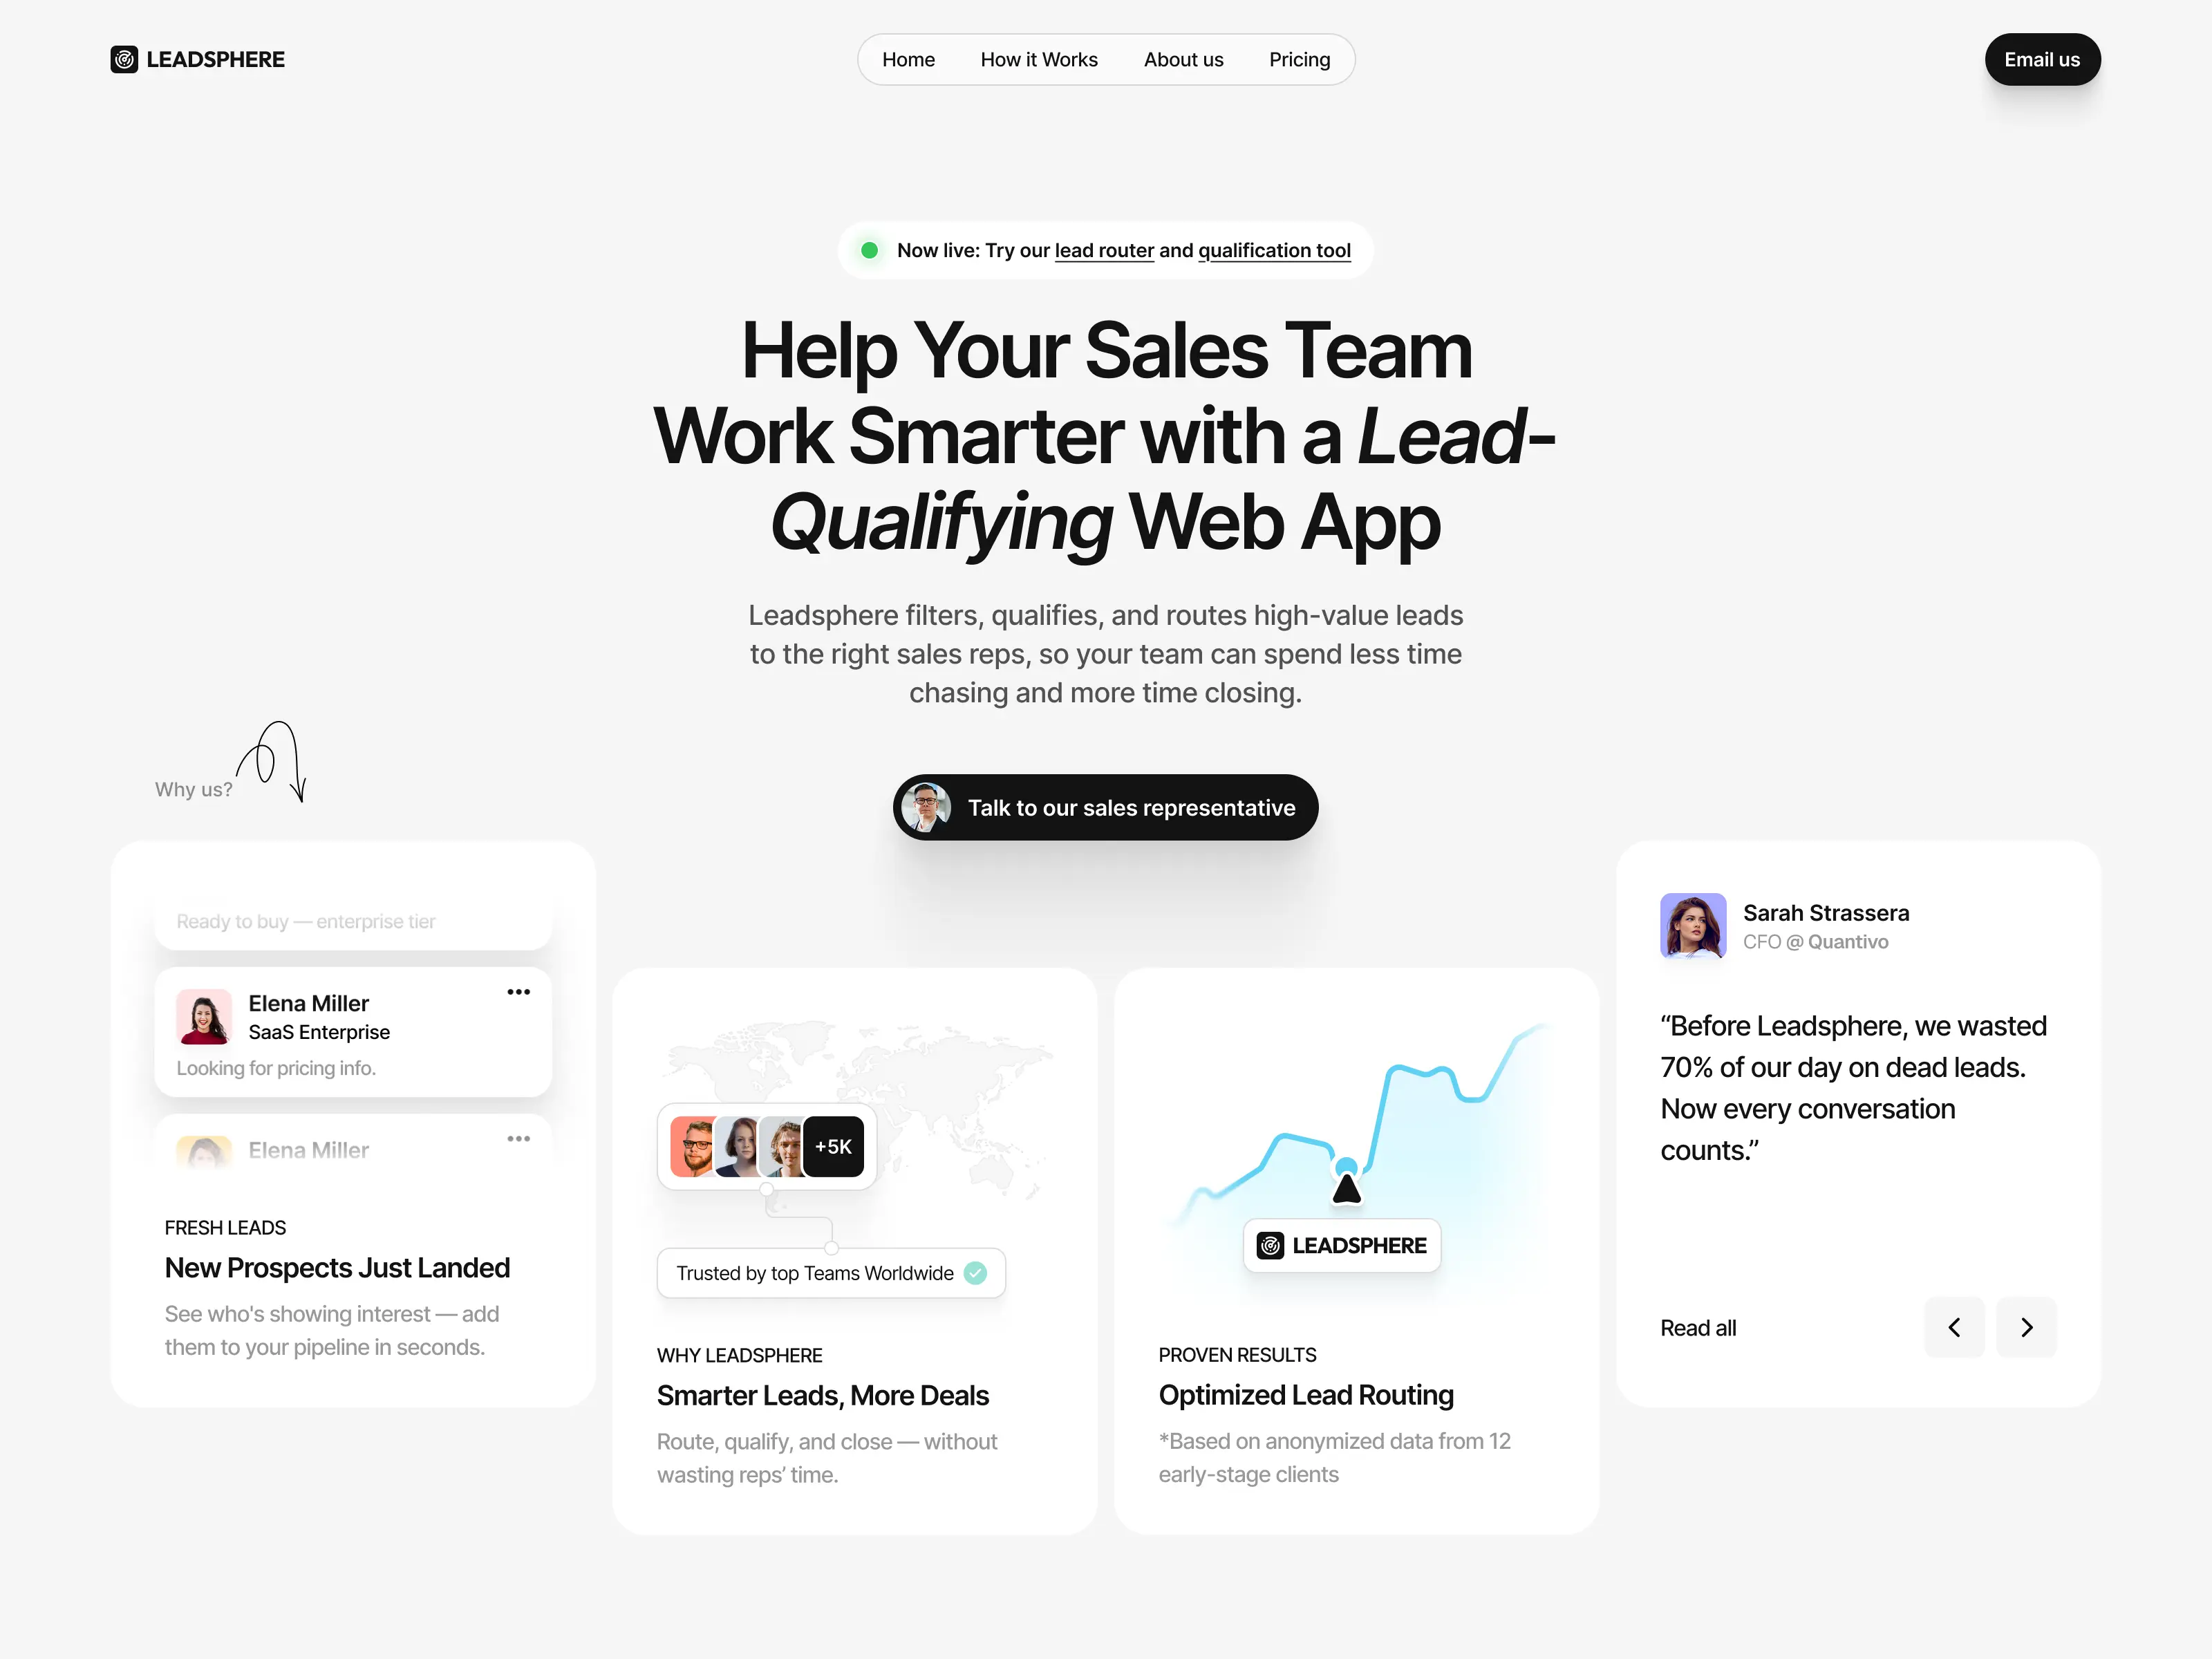 LEADSPHERE
Home
How it Works
About us
Pricing
Email us
Now live: Try our lead router and qualification tool
Help Your Sales Team
Work Smarter with a Lead-
Qualifying Web App
Leadsphere filters, qualifies, and routes high-value leads
to the right sales reps, so your team can spend less time
chasing and more time closing.
Why us?
Talk to our sales representative
Ready to buy — enterprise tier
Elena Miller
SaaS Enterprise
Looking for pricing info.
Elena Miller
FRESH LEADS
New Prospects Just Landed
See who's showing interest — add
them to your pipeline in seconds.
+5K
Trusted by top Teams Worldwide
WHY LEADSPHERE
Smarter Leads, More Deals
Route, qualify, and close — without
wasting reps’ time.
LEADSPHERE
PROVEN RESULTS
Optimized Lead Routing
*Based on anonymized data from 12
early-stage clients
Sarah Strassera
CFO @ Quantivo
“Before Leadsphere, we wasted
70% of our day on dead leads.
Now every conversation
counts.”
Read all